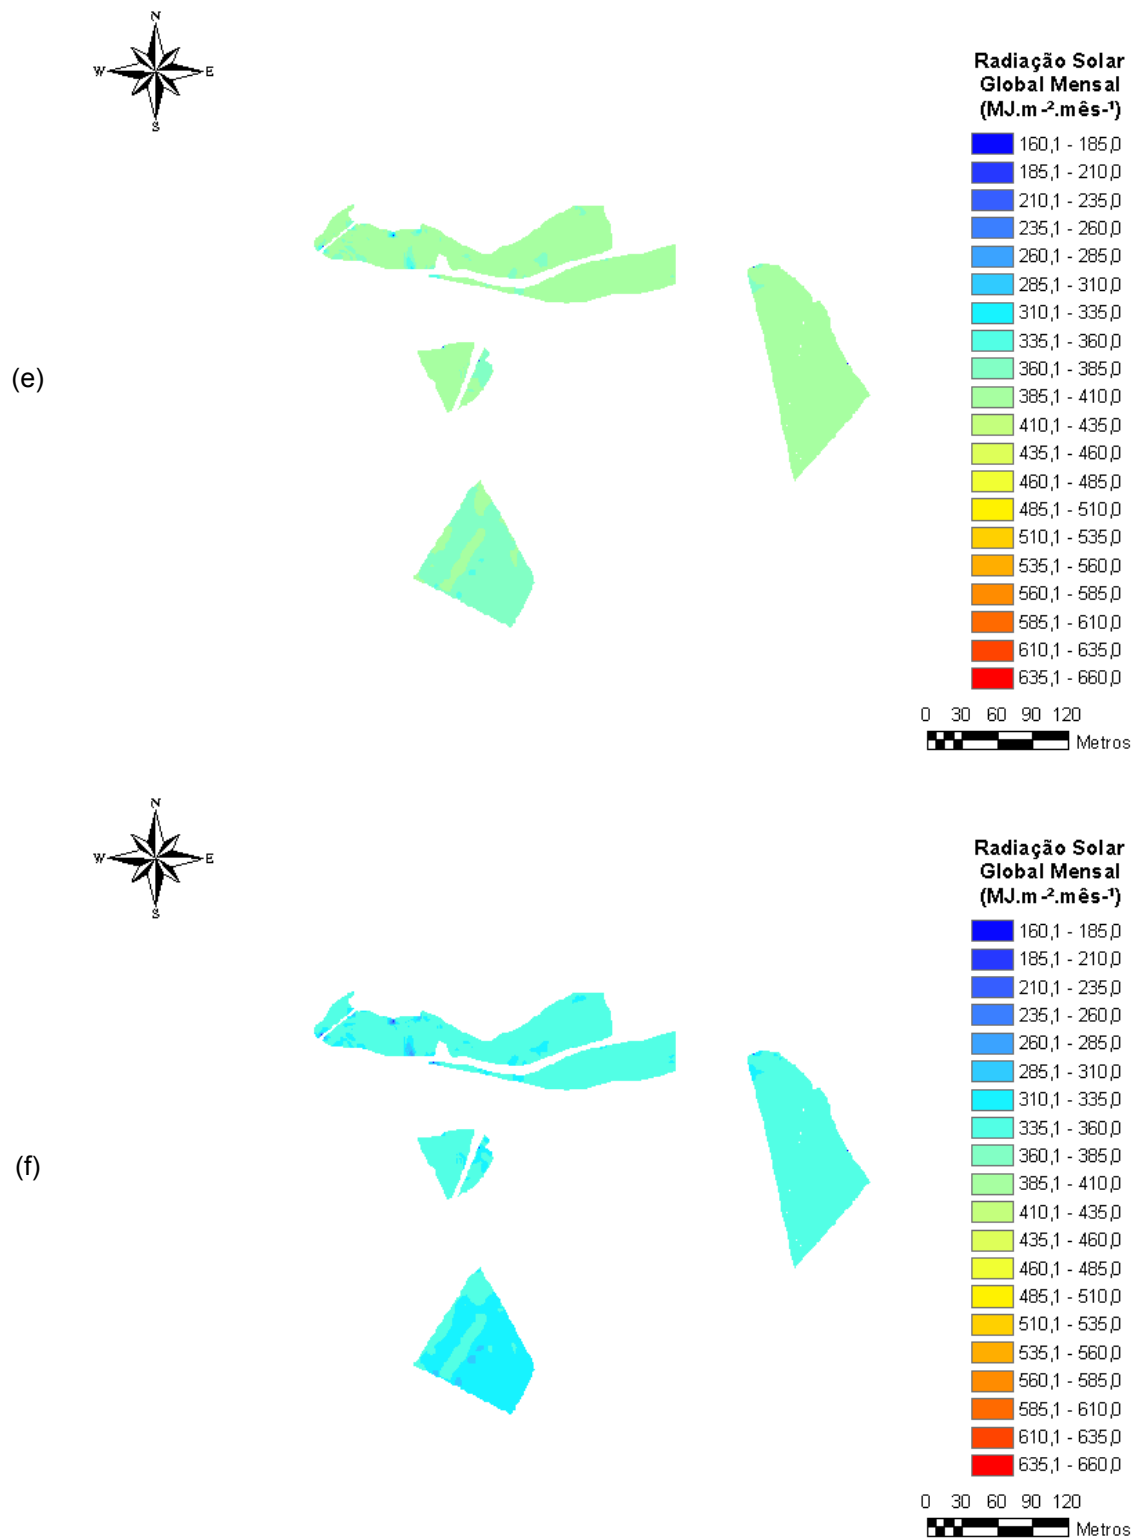 N
W E
S
Radiação Solar
Global Mensal
(MJ.m-².mês-¹)
160,1 - 185,0
185,1 - 210,0
210,1 - 235,0
235,1 - 260,0
260,1 - 285,0
285,1 - 310,0
310,1 - 335,0
335,1 - 360,0
360,1 - 385,0
385,1 - 410,0
410,1 - 435,0
435,1 - 460,0
460,1 - 485,0
485,1 - 510,0
510,1 - 535,0
535,1 - 560,0
560,1 - 585,0
585,1 - 610,0
610,1 - 635,0
635,1 - 660,0
(e)
0 30 60 90 120
Metros
N
W E
S
Radiação Solar
Global Mensal
(MJ.m-².mês-¹)
160,1 - 185,0
185,1 - 210,0
210,1 - 235,0
235,1 - 260,0
260,1 - 285,0
285,1 - 310,0
310,1 - 335,0
335,1 - 360,0
360,1 - 385,0
385,1 - 410,0
410,1 - 435,0
435,1 - 460,0
460,1 - 485,0
485,1 - 510,0
510,1 - 535,0
535,1 - 560,0
560,1 - 585,0
585,1 - 610,0
610,1 - 635,0
635,1 - 660,0
(f)
0 30 60 90 120
Metros